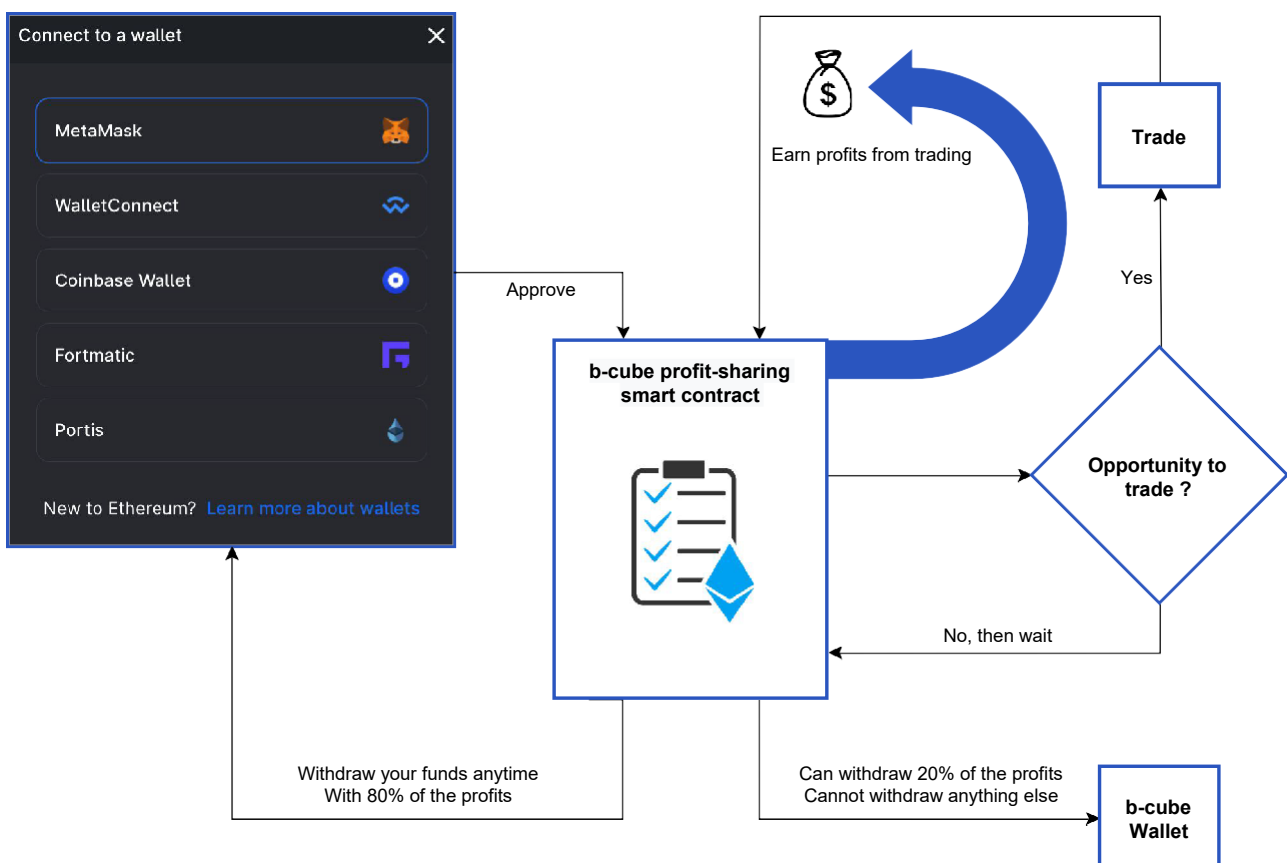 Connect to a wallet
MetaMask
WalletConnect
Coinbase Wallet
Fortmatic
Portis
New to Ethereum? Learn more about wallets
Approve
$
Earn profits from trading
Trade
Yes
b-cube profit-sharing
smart contract
Opportunity to
trade ?
No, then wait
Withdraw your funds anytime
With 80% of the profits
Can withdraw 20% of the profits
Cannot withdraw anything else
b-cube
Wallet